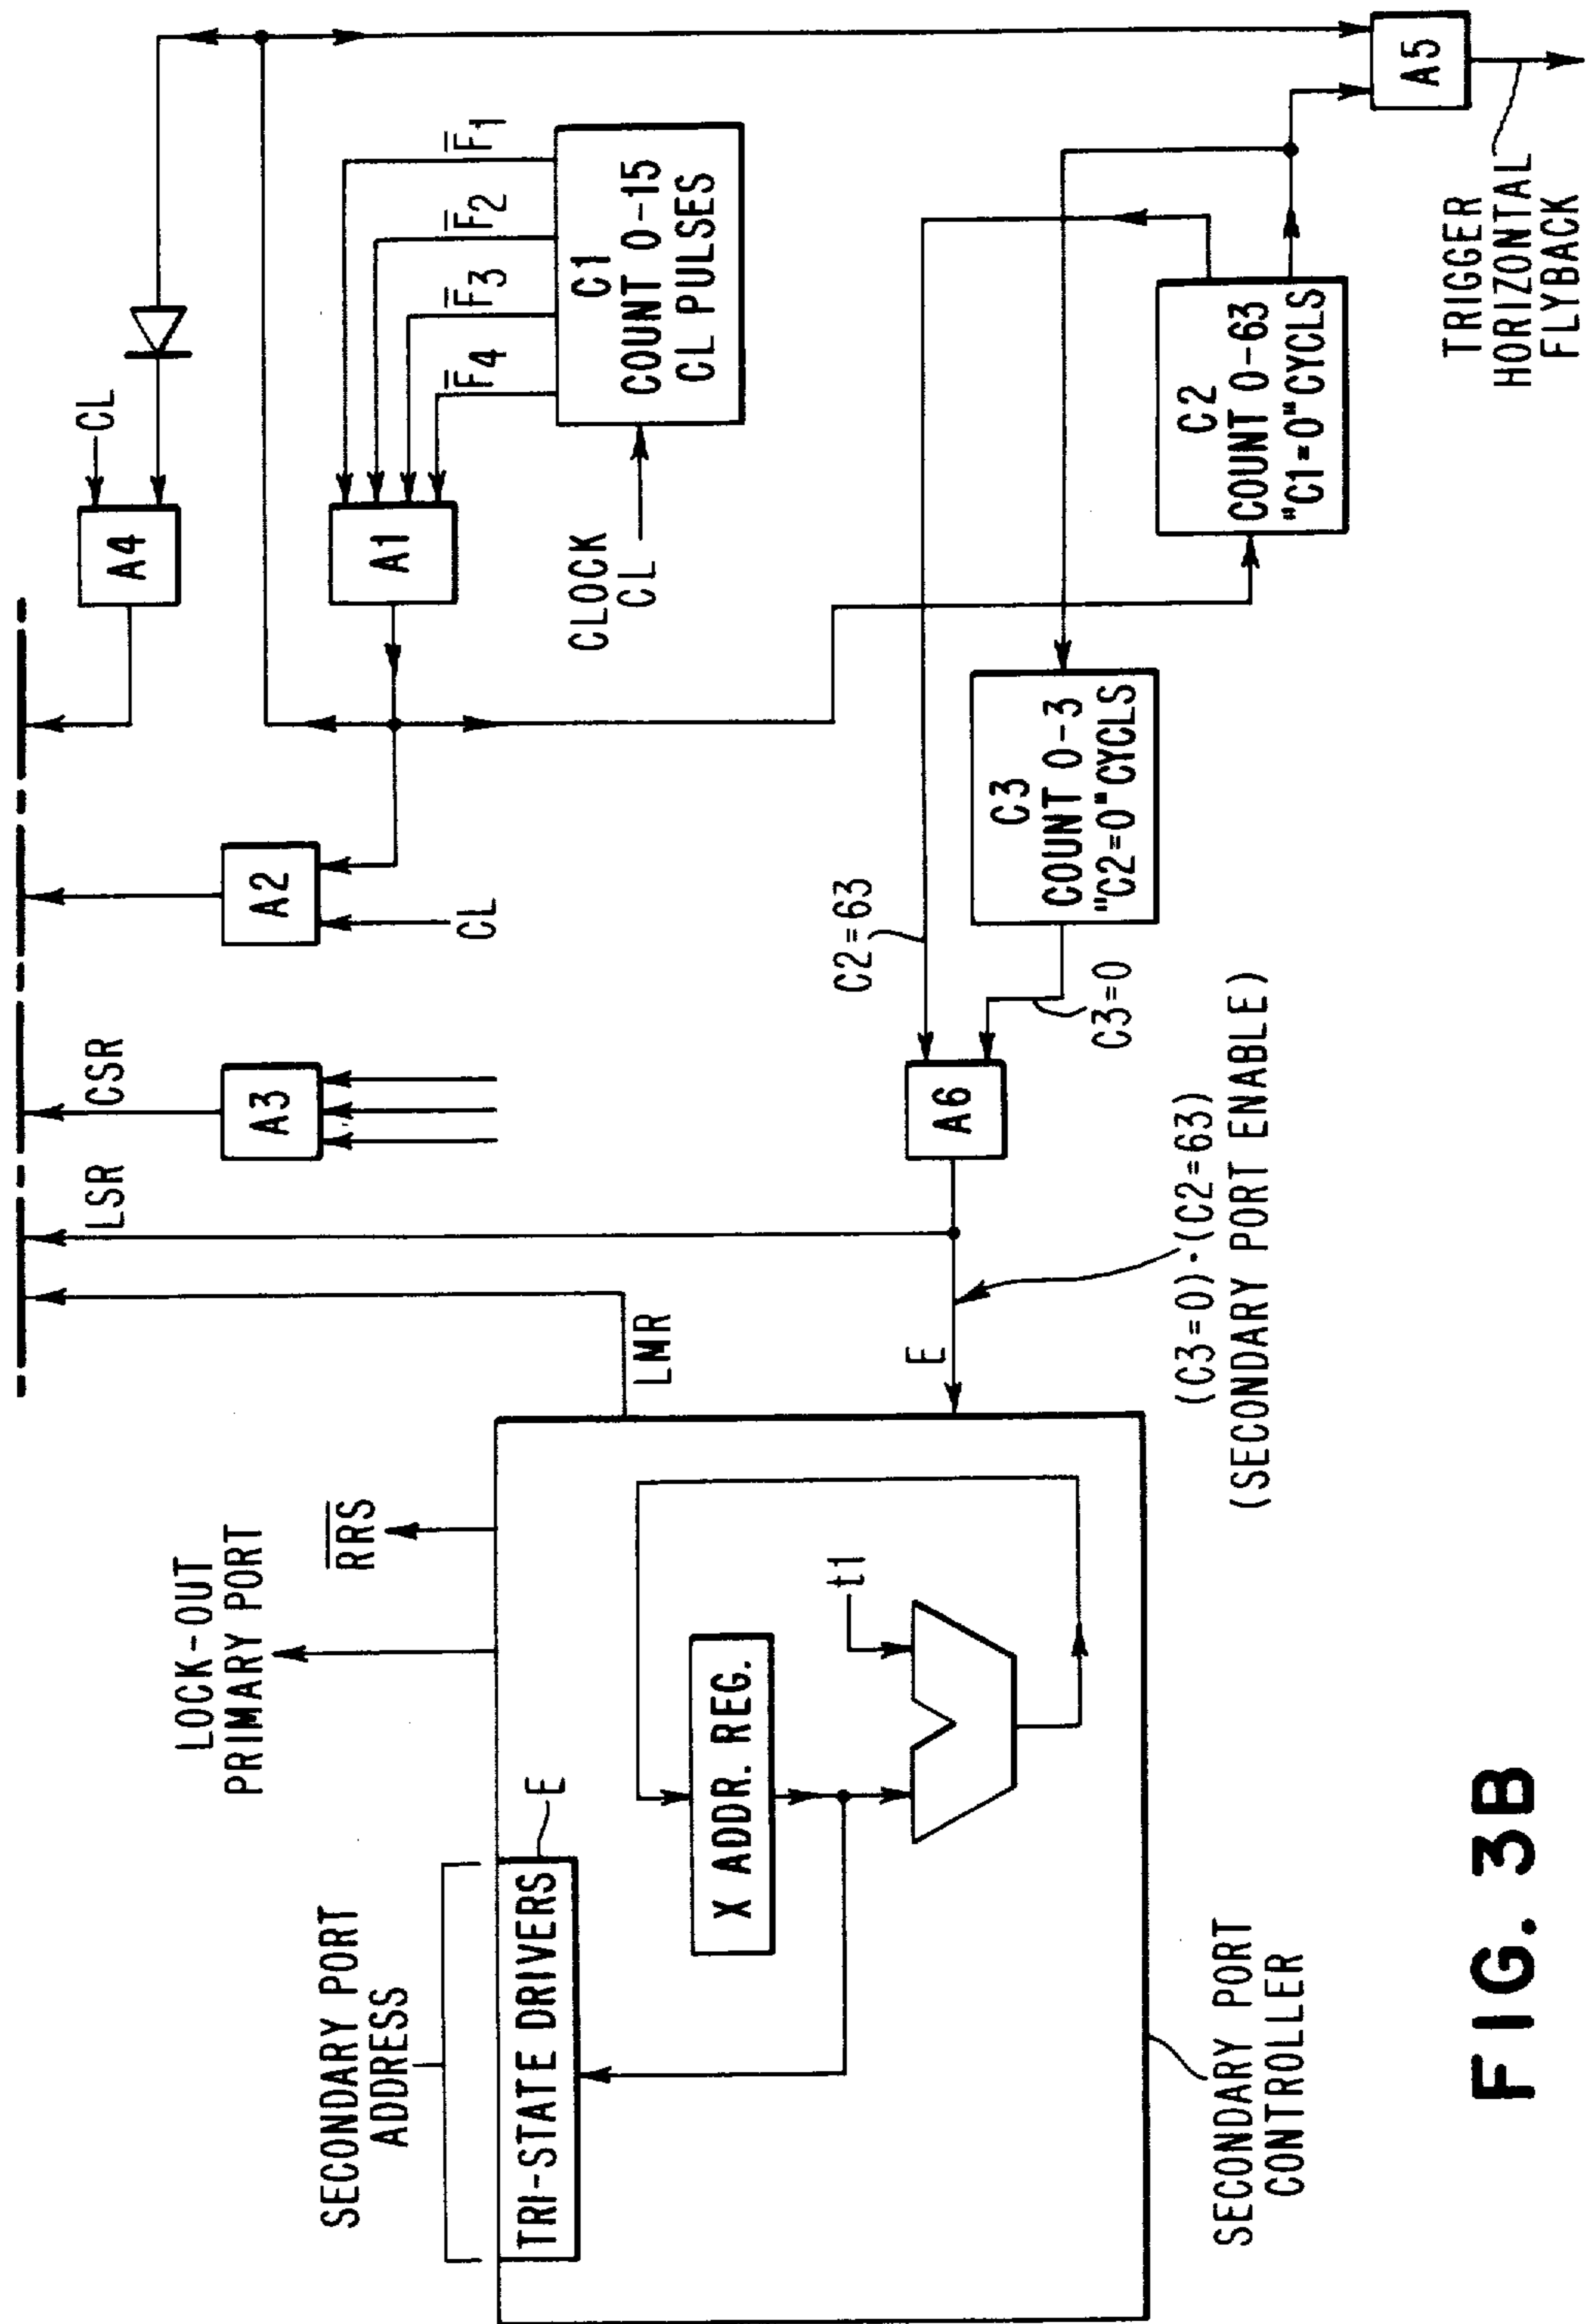 LOCK-OUT
PRIMARY PORT
RRS
SECONDARY PORT
ADDRESS
TRI-STATE DRIVERS
E
X ADDR. REG.
t1
SECONDARY PORT
CONTROLLER
LMR
LSR
CSR
A3
A2
CL
A4
CL
A1
F̅1
F̅2
F̅3
F̅4
C1
COUNT 0-15
CL PULSES
CLOCK
CL
E
A6
C2=63
C3=0
(C3=0)·(C2=63)
(SECONDARY PORT ENABLE)
C3
COUNT 0-3
"C2=0"CYCLS
C2
COUNT 0-63
"C1=0"CYCLS
A5
TRIGGER
HORIZONTAL
FLYBACK
FIG. 3B